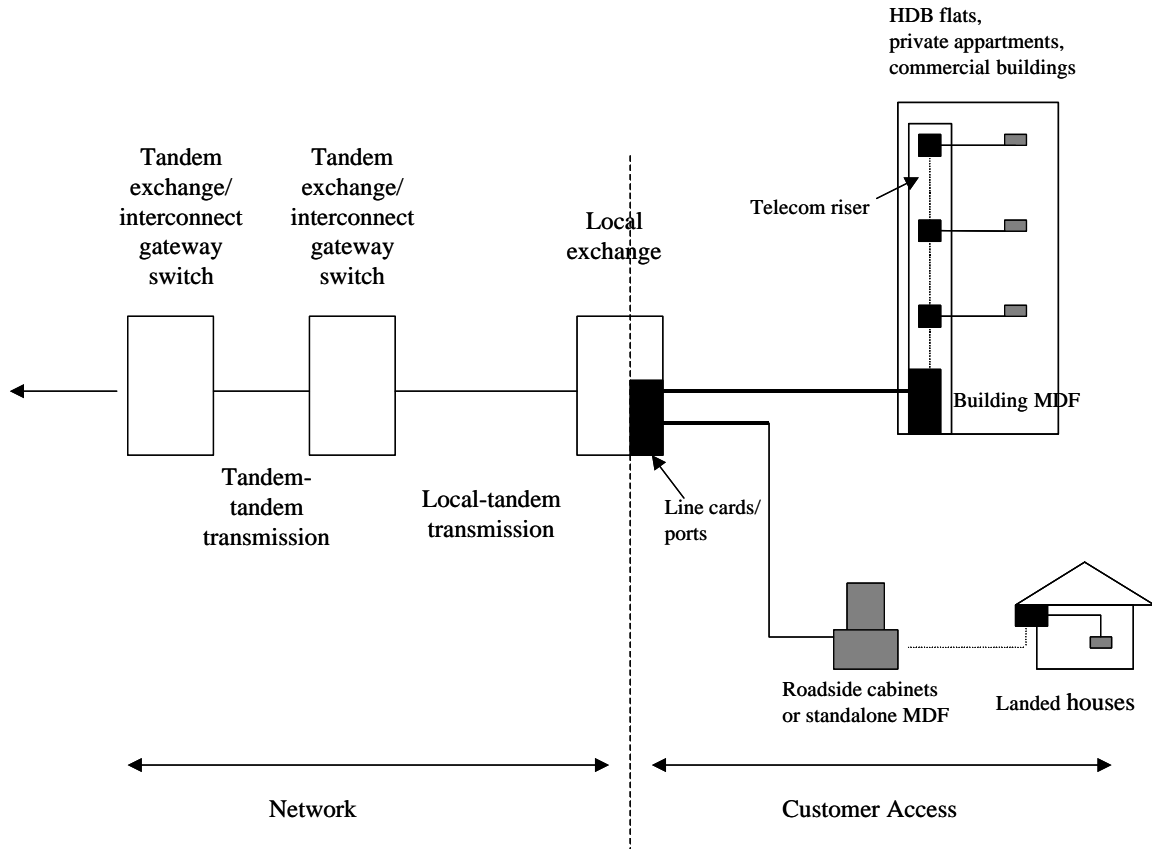 HDB flats,
private appartments,
commercial buildings
Tandem
exchange/
interconnect
gateway
switch
Tandem
exchange/
interconnect
gateway
switch
Local
exchange
Telecom riser
Building MDF
Tandem-
tandem
transmission
Local-tandem
transmission
Line cards/
ports
Roadside cabinets
or standalone MDF
Landed houses
Network
Customer Access